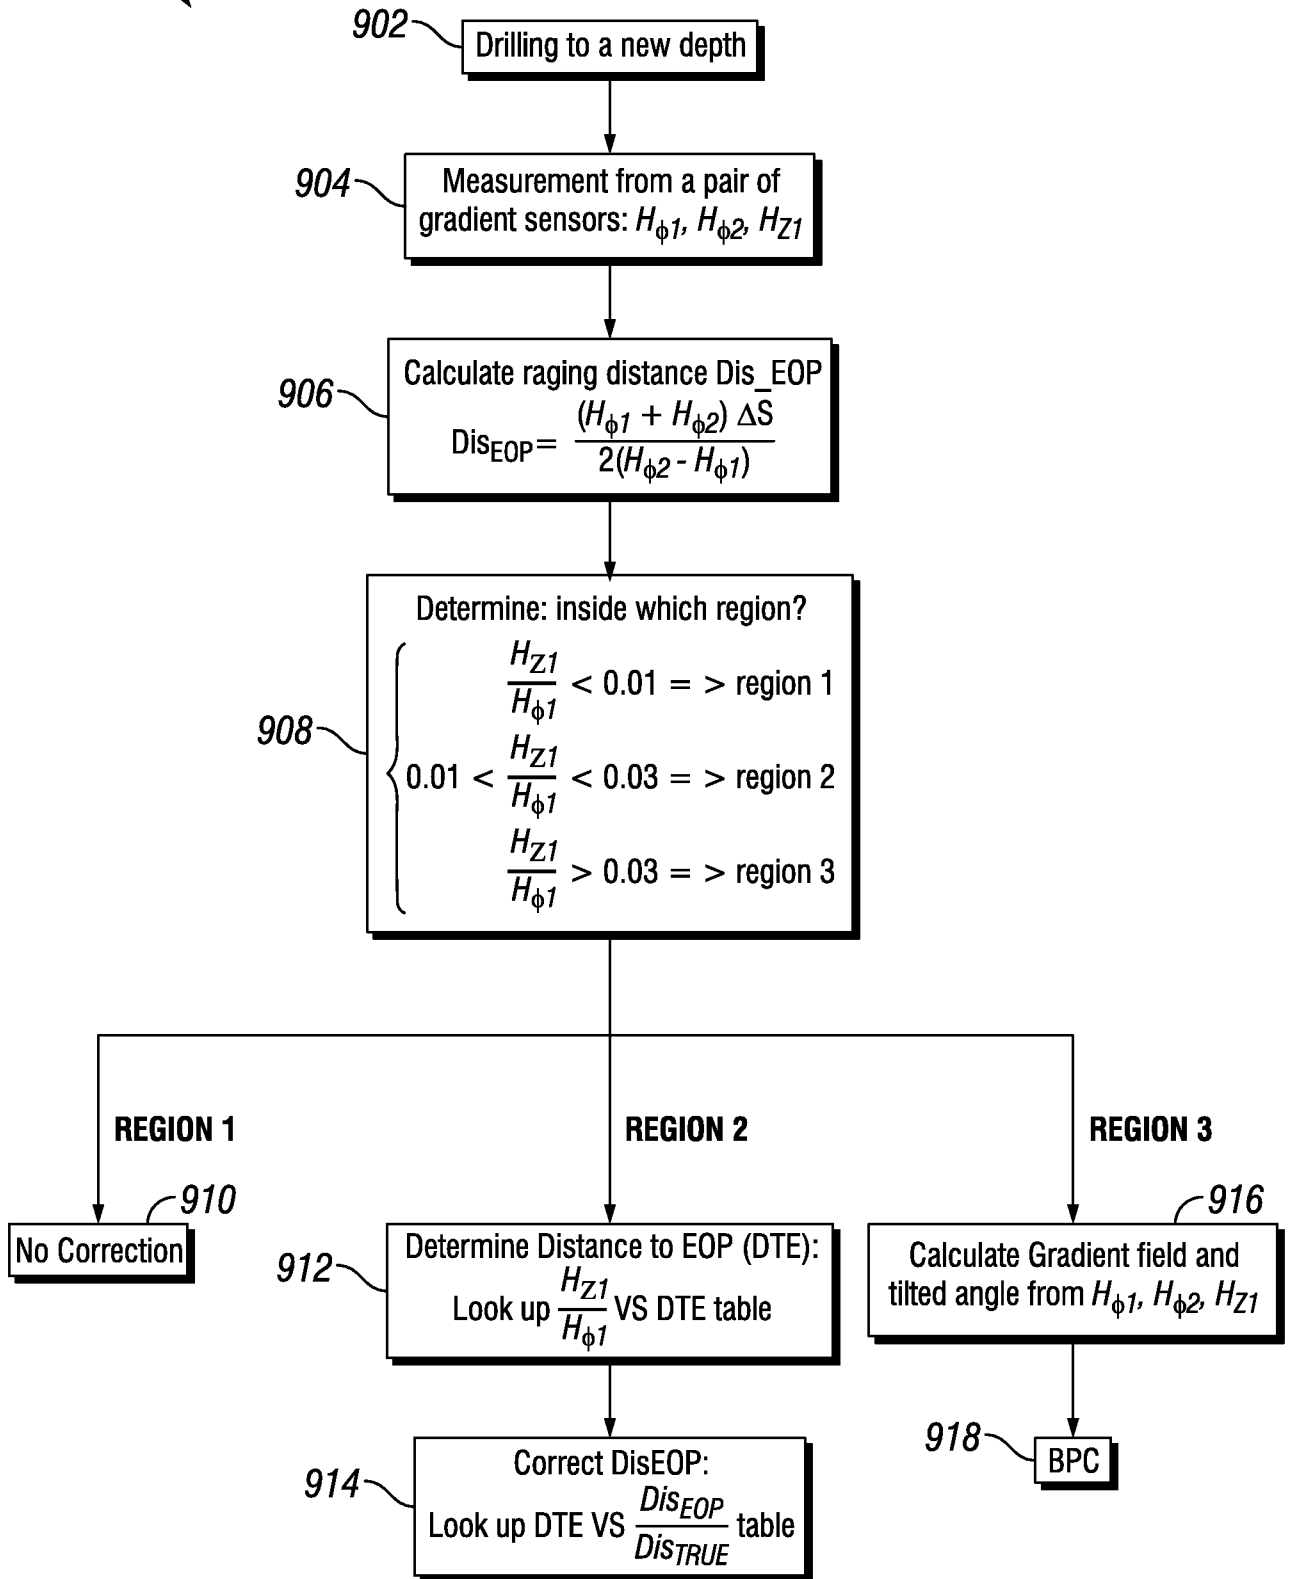 902
Drilling to a new depth
904
Measurement from a pair of
gradient sensors: Hϕ1, Hϕ2, HZ1
906
Calculate raging distance Dis_EOP
DisEOP = (Hϕ1 + Hϕ2) ΔS / 2(Hϕ2 - Hϕ1)
908
Determine: inside which region?
HZ1 / Hϕ1 < 0.01 = > region 1
0.01 < HZ1 / Hϕ1 < 0.03 = > region 2
HZ1 / Hϕ1 > 0.03 = > region 3
REGION 1
REGION 2
REGION 3
910
No Correction
912
Determine Distance to EOP (DTE):
Look up HZ1 / Hϕ1 VS DTE table
916
Calculate Gradient field and
tilted angle from Hϕ1, Hϕ2, HZ1
914
Correct DisEOP:
Look up DTE VS DisEOP / DisTRUE table
918
BPC